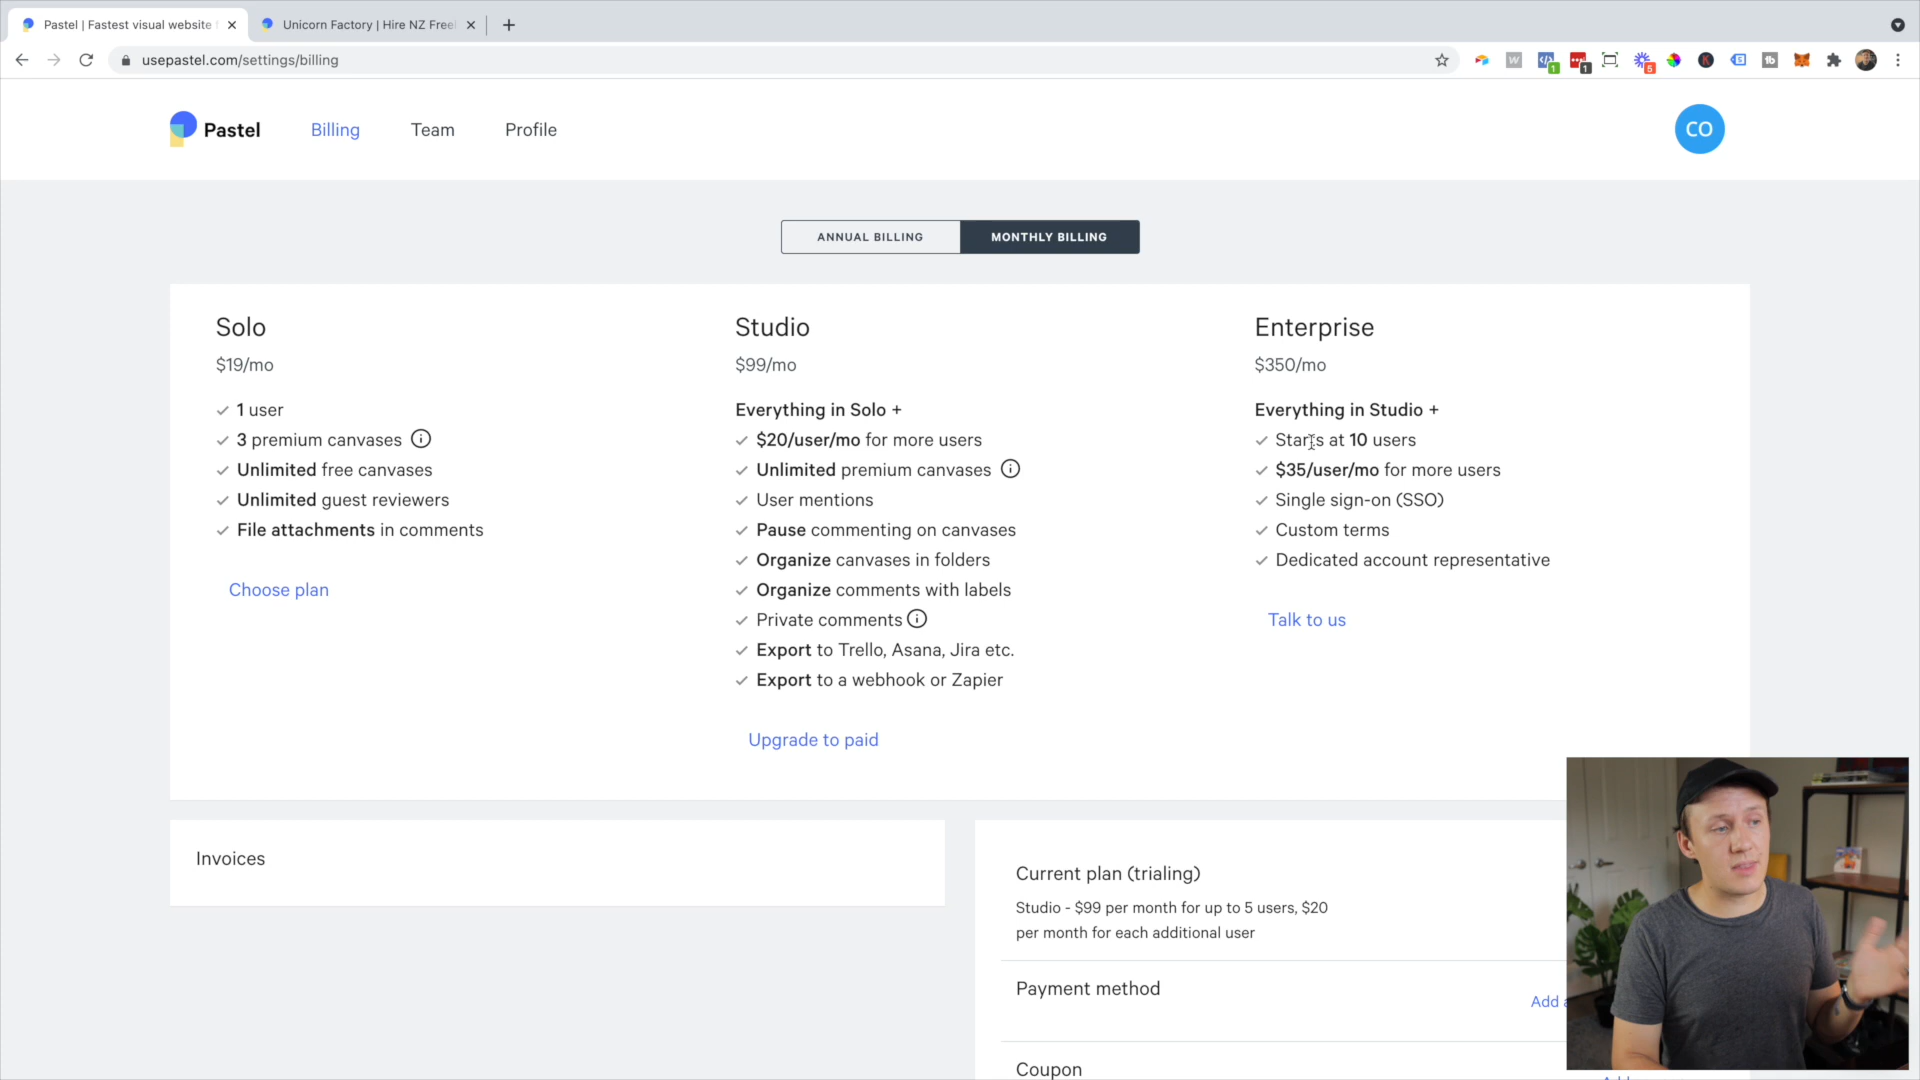 Pastel | Fastest visual website
Unicorn Factory | Hire NZ Free
usepastel.com/settings/billing
Pastel
Billing
Team
Profile
CO
ANNUAL BILLING
MONTHLY BILLING
Solo
$19/mo
1 user
3 premium canvases
Unlimited free canvases
Unlimited guest reviewers
File attachments in comments
Choose plan
Studio
$99/mo
Everything in Solo +
$20/user/mo for more users
Unlimited premium canvases
User mentions
Pause commenting on canvases
Organize canvases in folders
Organize comments with labels
Private comments
Export to Trello, Asana, Jira etc.
Export to a webhook or Zapier
Upgrade to paid
Enterprise
$350/mo
Everything in Studio +
Starts at 10 users
$35/user/mo for more users
Single sign-on (SSO)
Custom terms
Dedicated account representative
Talk to us
Invoices
Current plan (trialing)
Studio - $99 per month for up to 5 users, $20
per month for each additional user
Payment method
Add
Coupon